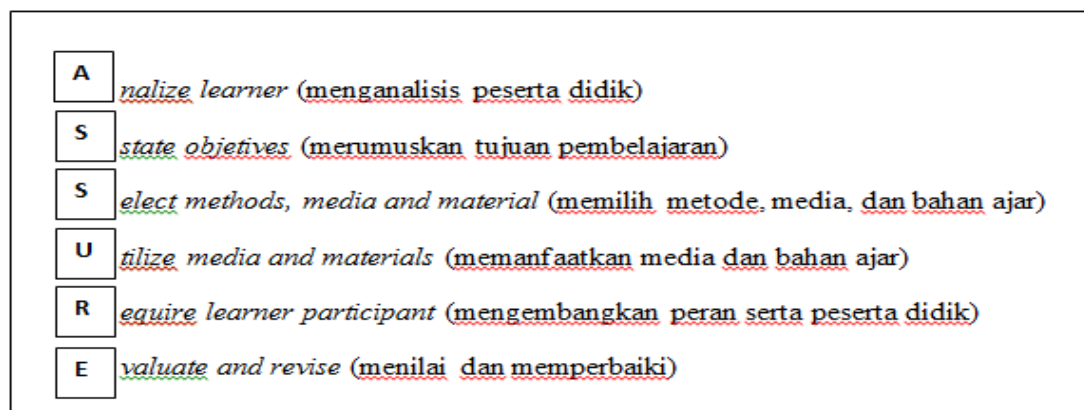 A nalize learner (menganalisis peserta didik)
S state objetives (merumuskan tujuan pembelajaran)
S elect methods, media and material (memilih metode, media, dan bahan ajar)
U tilize media and materials (memanfaatkan media dan bahan ajar)
R equire learner participant (mengembangkan peran serta peserta didik)
E valuate and revise (menilai dan memperbaiki)